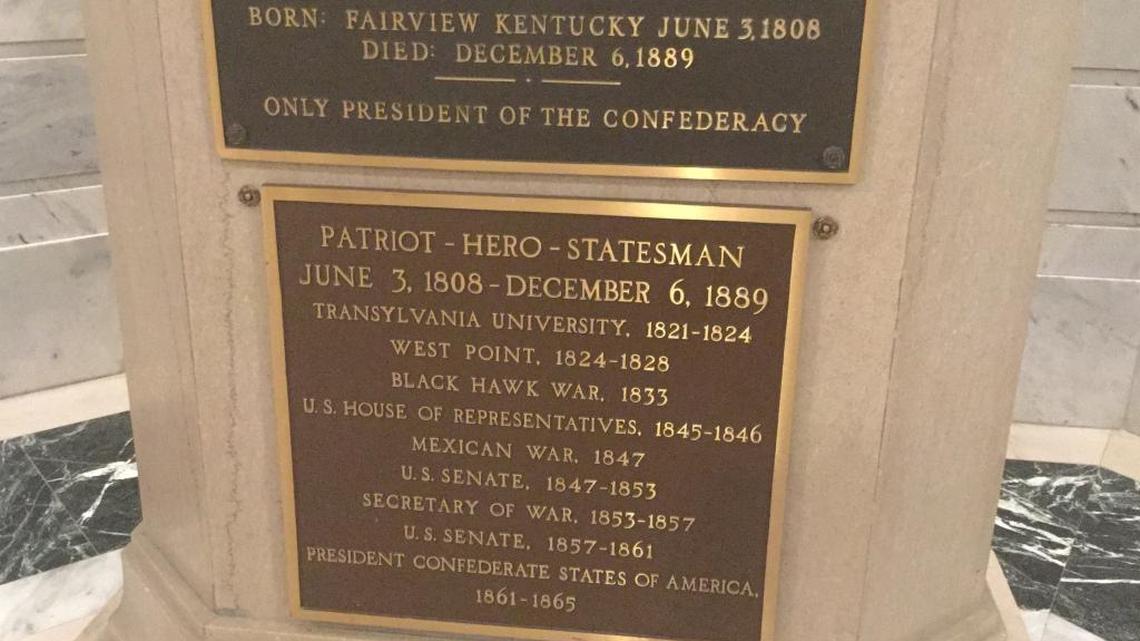 BORN: FAIRVIEW KENTUCKY JUNE 3, 1808
DIED: DECEMBER 6, 1889
ONLY PRESIDENT OF THE CONFEDERACY
PATRIOT - HERO - STATESMAN
JUNE 3, 1808 - DECEMBER 6, 1889
TRANSYLVANIA UNIVERSITY, 1821-1824
WEST POINT, 1824-1828
BLACK HAWK WAR, 1833
U. S. HOUSE OF REPRESENTATIVES, 1845-1846
MEXICAN WAR, 1847
U. S. SENATE, 1847-1853
SECRETARY OF WAR, 1853-1857
U. S. SENATE, 1857-1861
PRESIDENT CONFEDERATE STATES OF AMERICA,
1861-1865